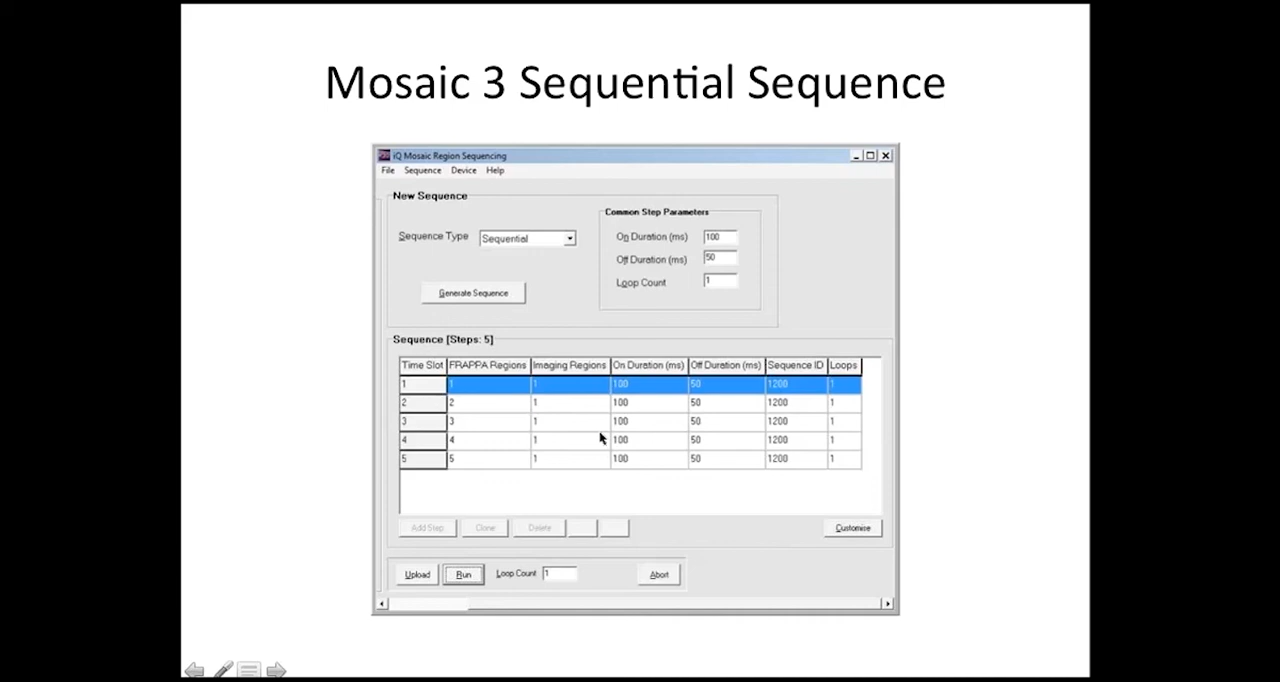 Mosaic 3 Sequential Sequence
iQ Mosaic Region Sequencing
File Sequence Device Help
New Sequence
Common Step Parameters
Sequence Type Sequential
On Duration (ms) 100
Off Duration (ms) 50
Loop Count 1
Generate Sequence
Sequence [Steps: 5]
Time Slot FRAPPA Regions Imaging Regions On Duration (ms) Off Duration (ms) Sequence ID Loops
1 1 1 100 50 1200 1
2 2 1 100 50 1200 1
3 3 1 100 50 1200 1
4 4 1 100 50 1200 1
5 5 1 100 50 1200 1
Add Step Clone Delete Customise
Upload Run Loop Count 1 Abort